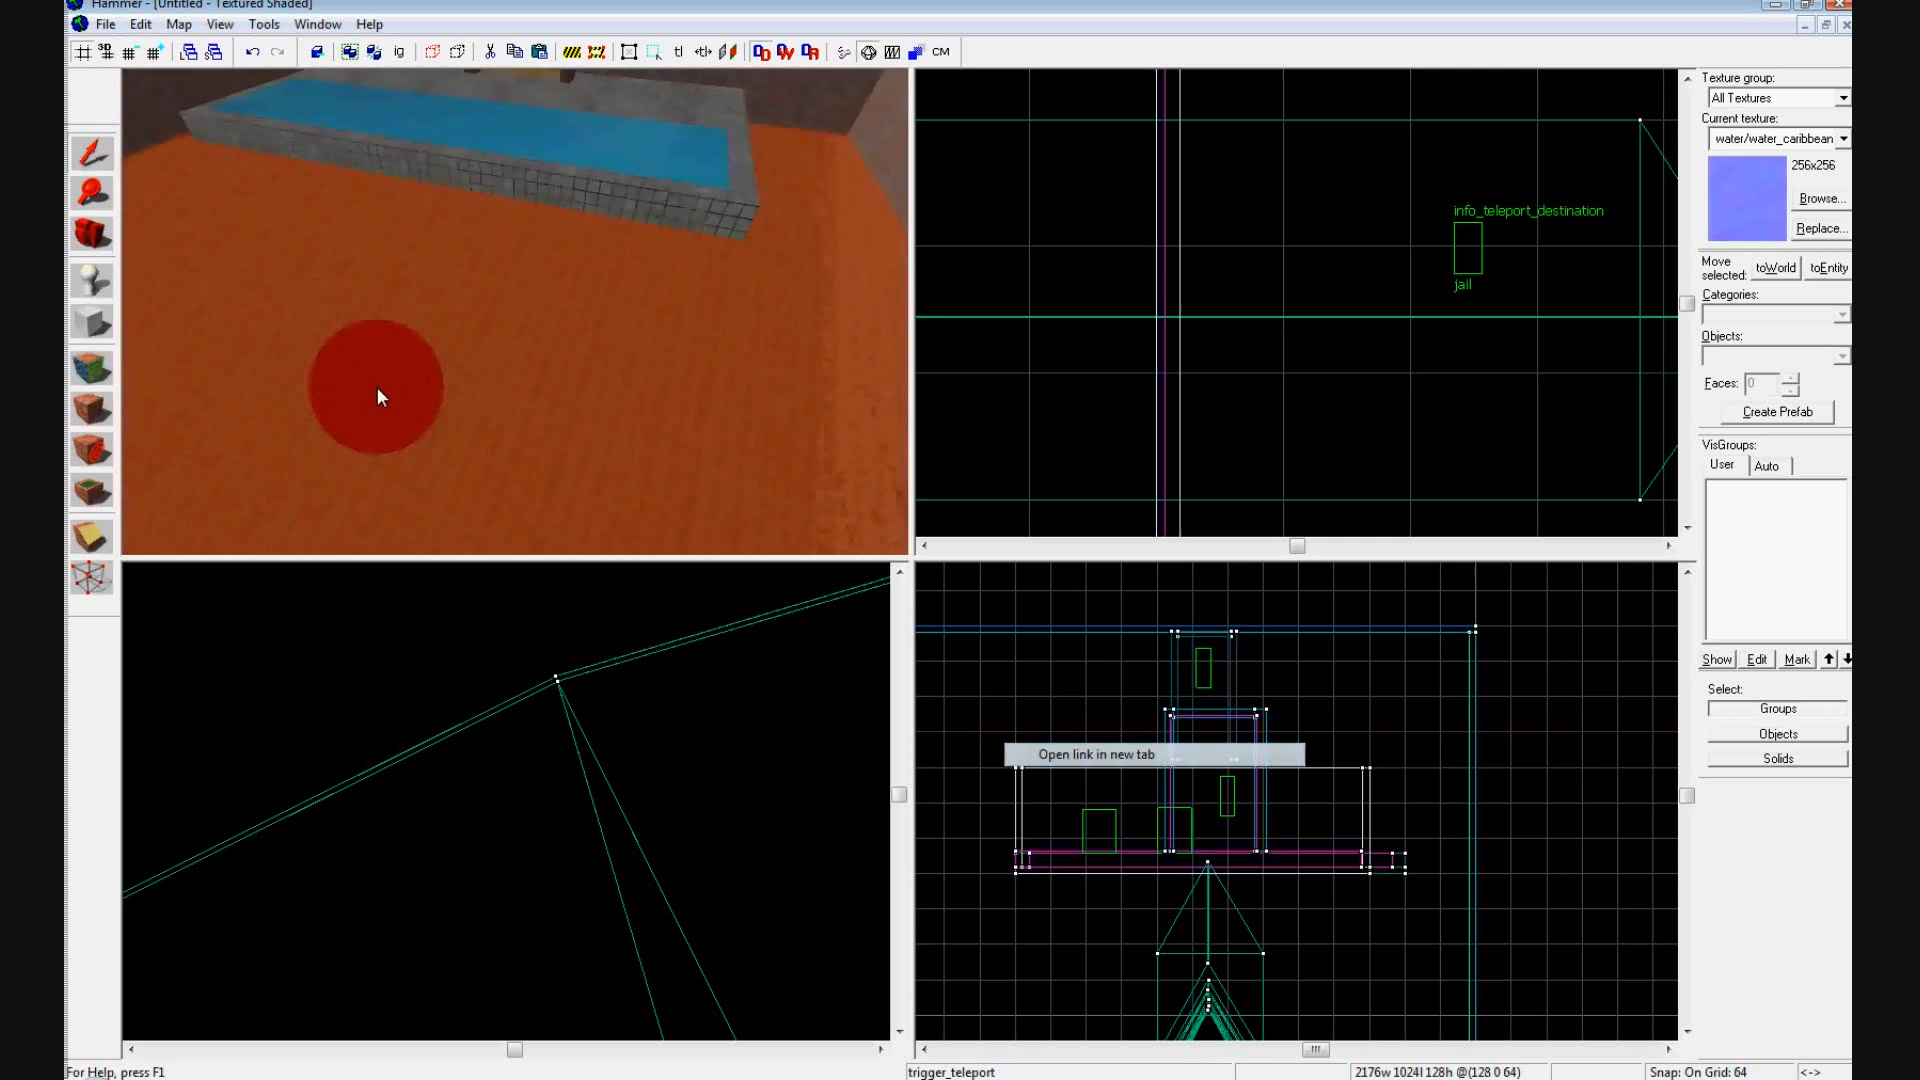 Hammer - [Untitled - Textured Shaded]
File Edit Map View Tools Window Help
3D
ig
tl
CM
info_teleport_destination
jail
Open link in new tab
Texture group:
All Textures
Current texture:
water/water_caribbean
256x256
Browse...
Replace...
Move selected:
toWorld
toEntity
Categories:
Objects:
Faces: 0
Create Prefab
VisGroups:
User
Auto
Show
Edit
Mark
Select:
Groups
Objects
Solids
For Help, press F1
trigger_teleport
2176w 1024l 128h @(128 0 64)
Snap: On Grid: 64
<->